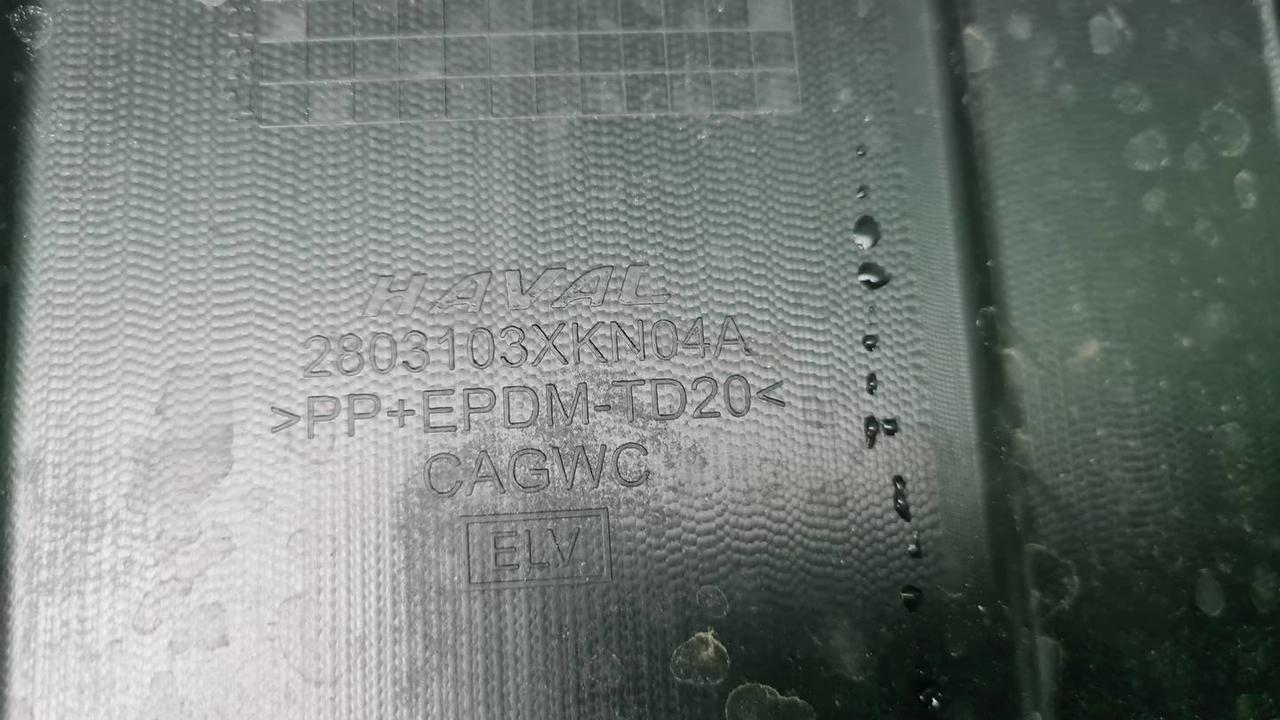 HAVAL
2803103XKN04A
>PP+EPDM-TD20<
CAGWC
ELV